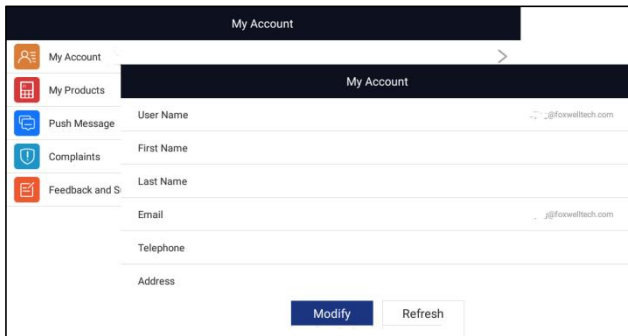 My Account
My Account
My Products
Push Message
Complaints
Feedback and S
My Account
User Name @foxwelltech.com
First Name
Last Name
Email @foxwelltech.com
Telephone
Address
Modify Refresh